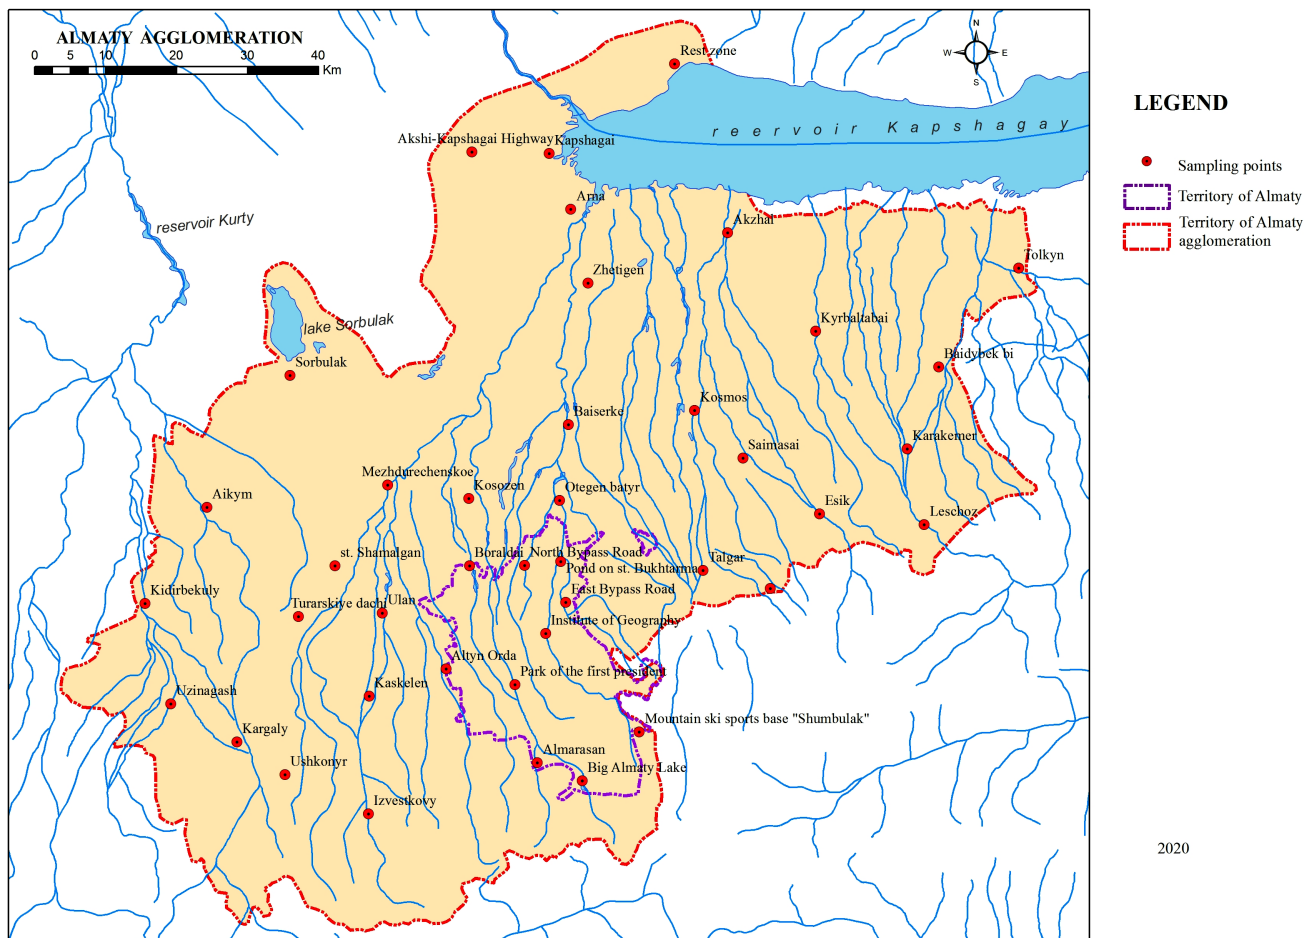 ALMATY AGGLOMERATION
0 5 10 20 30 40
Km
N
W E
S
Rest zone
LEGEND
reervoir Kapshagay
Akshi-Kapshagai Highway
Kapshagai
Sampling points
Territory of Almaty
Arna
reservoir Kurty
Akzhal
Territory of Almaty
agglomeration
Tolkyn
Zhetigen
lake Sorbulak
Kyrbaltabai
Sorbulak
Baidybek bi
Kosmos
Baiserke
Karakemer
Saimasai
Mezhdurechenskoe
Kosozen
Otegen batyr
Aikym
Esik
Leschoz
st. Shamalgan
Boraldai
North Bypass Road
Talgar
Pond on st. Bukhtarma
Kidirbekuly
East Bypass Road
Turarskiye dachi
Ulan
Institute of Geography
Altyn Orda
Park of the first president
Kaskelen
Uzinagash
Mountain ski sports base "Shumbulak"
Kargaly
Almarasan
Ushkonyr
Big Almaty Lake
Izvestkovy
2020